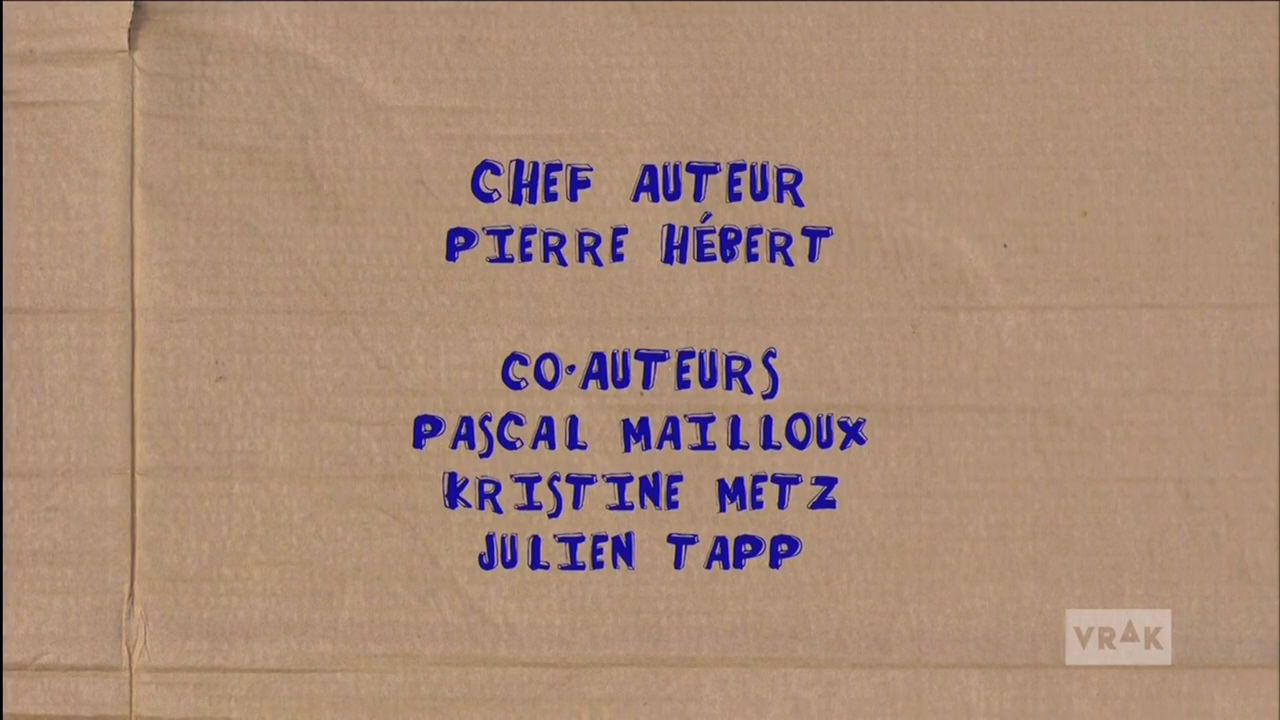 CHEF AUTEUR
PIERRE HÉBERT
CO-AUTEURS
PASCAL MAILLOUX
KRISTINE METZ
JULIEN TAPP
VRAK